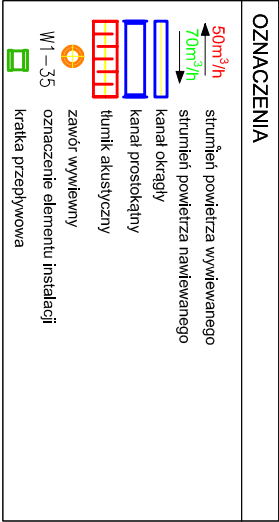 OZNACZENIA
50m³/h strumień powietrza wywiewanego
70m³/h strumień powietrza nawiewanego
kanał okrągły
kanał prostokątny
tłumik akustyczny
zawór wywiewny
W1-35 oznaczenie elementu instalacji
kratka przepływowa